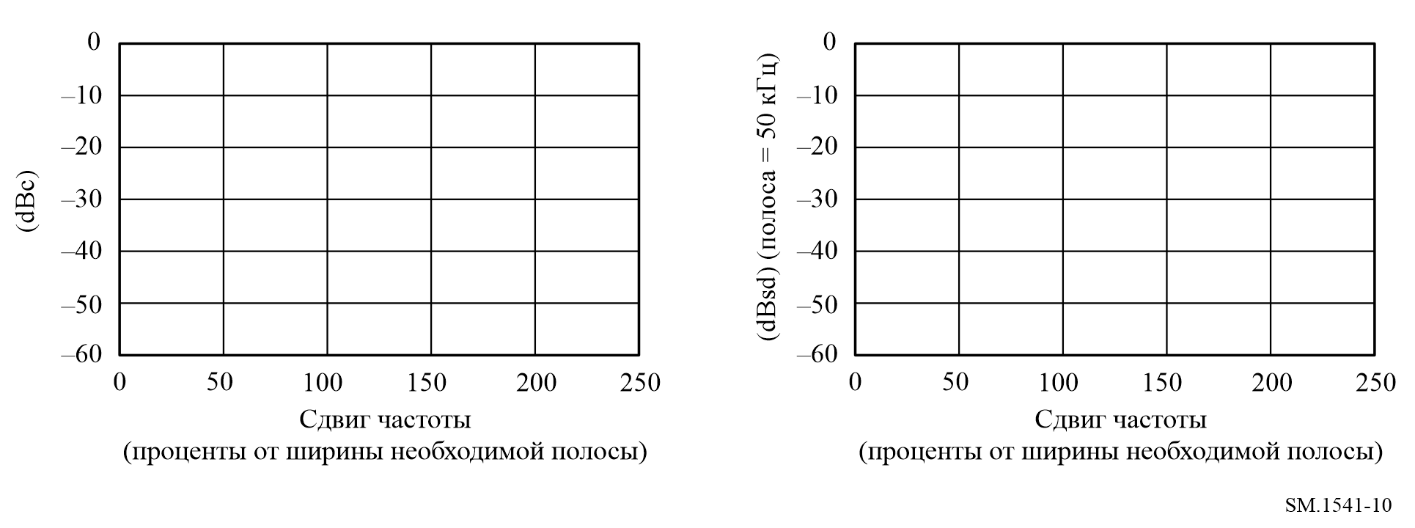 0
–10
–20
–30
–40
–50
–60
(dBc)
0 50 100 150 200 250
Сдвиг частоты
(проценты от ширины необходимой полосы)
0
–10
–20
–30
–40
–50
–60
(dBsd) (полоса = 50 кГц)
0 50 100 150 200 250
Сдвиг частоты
(проценты от ширины необходимой полосы)
SM.1541-10